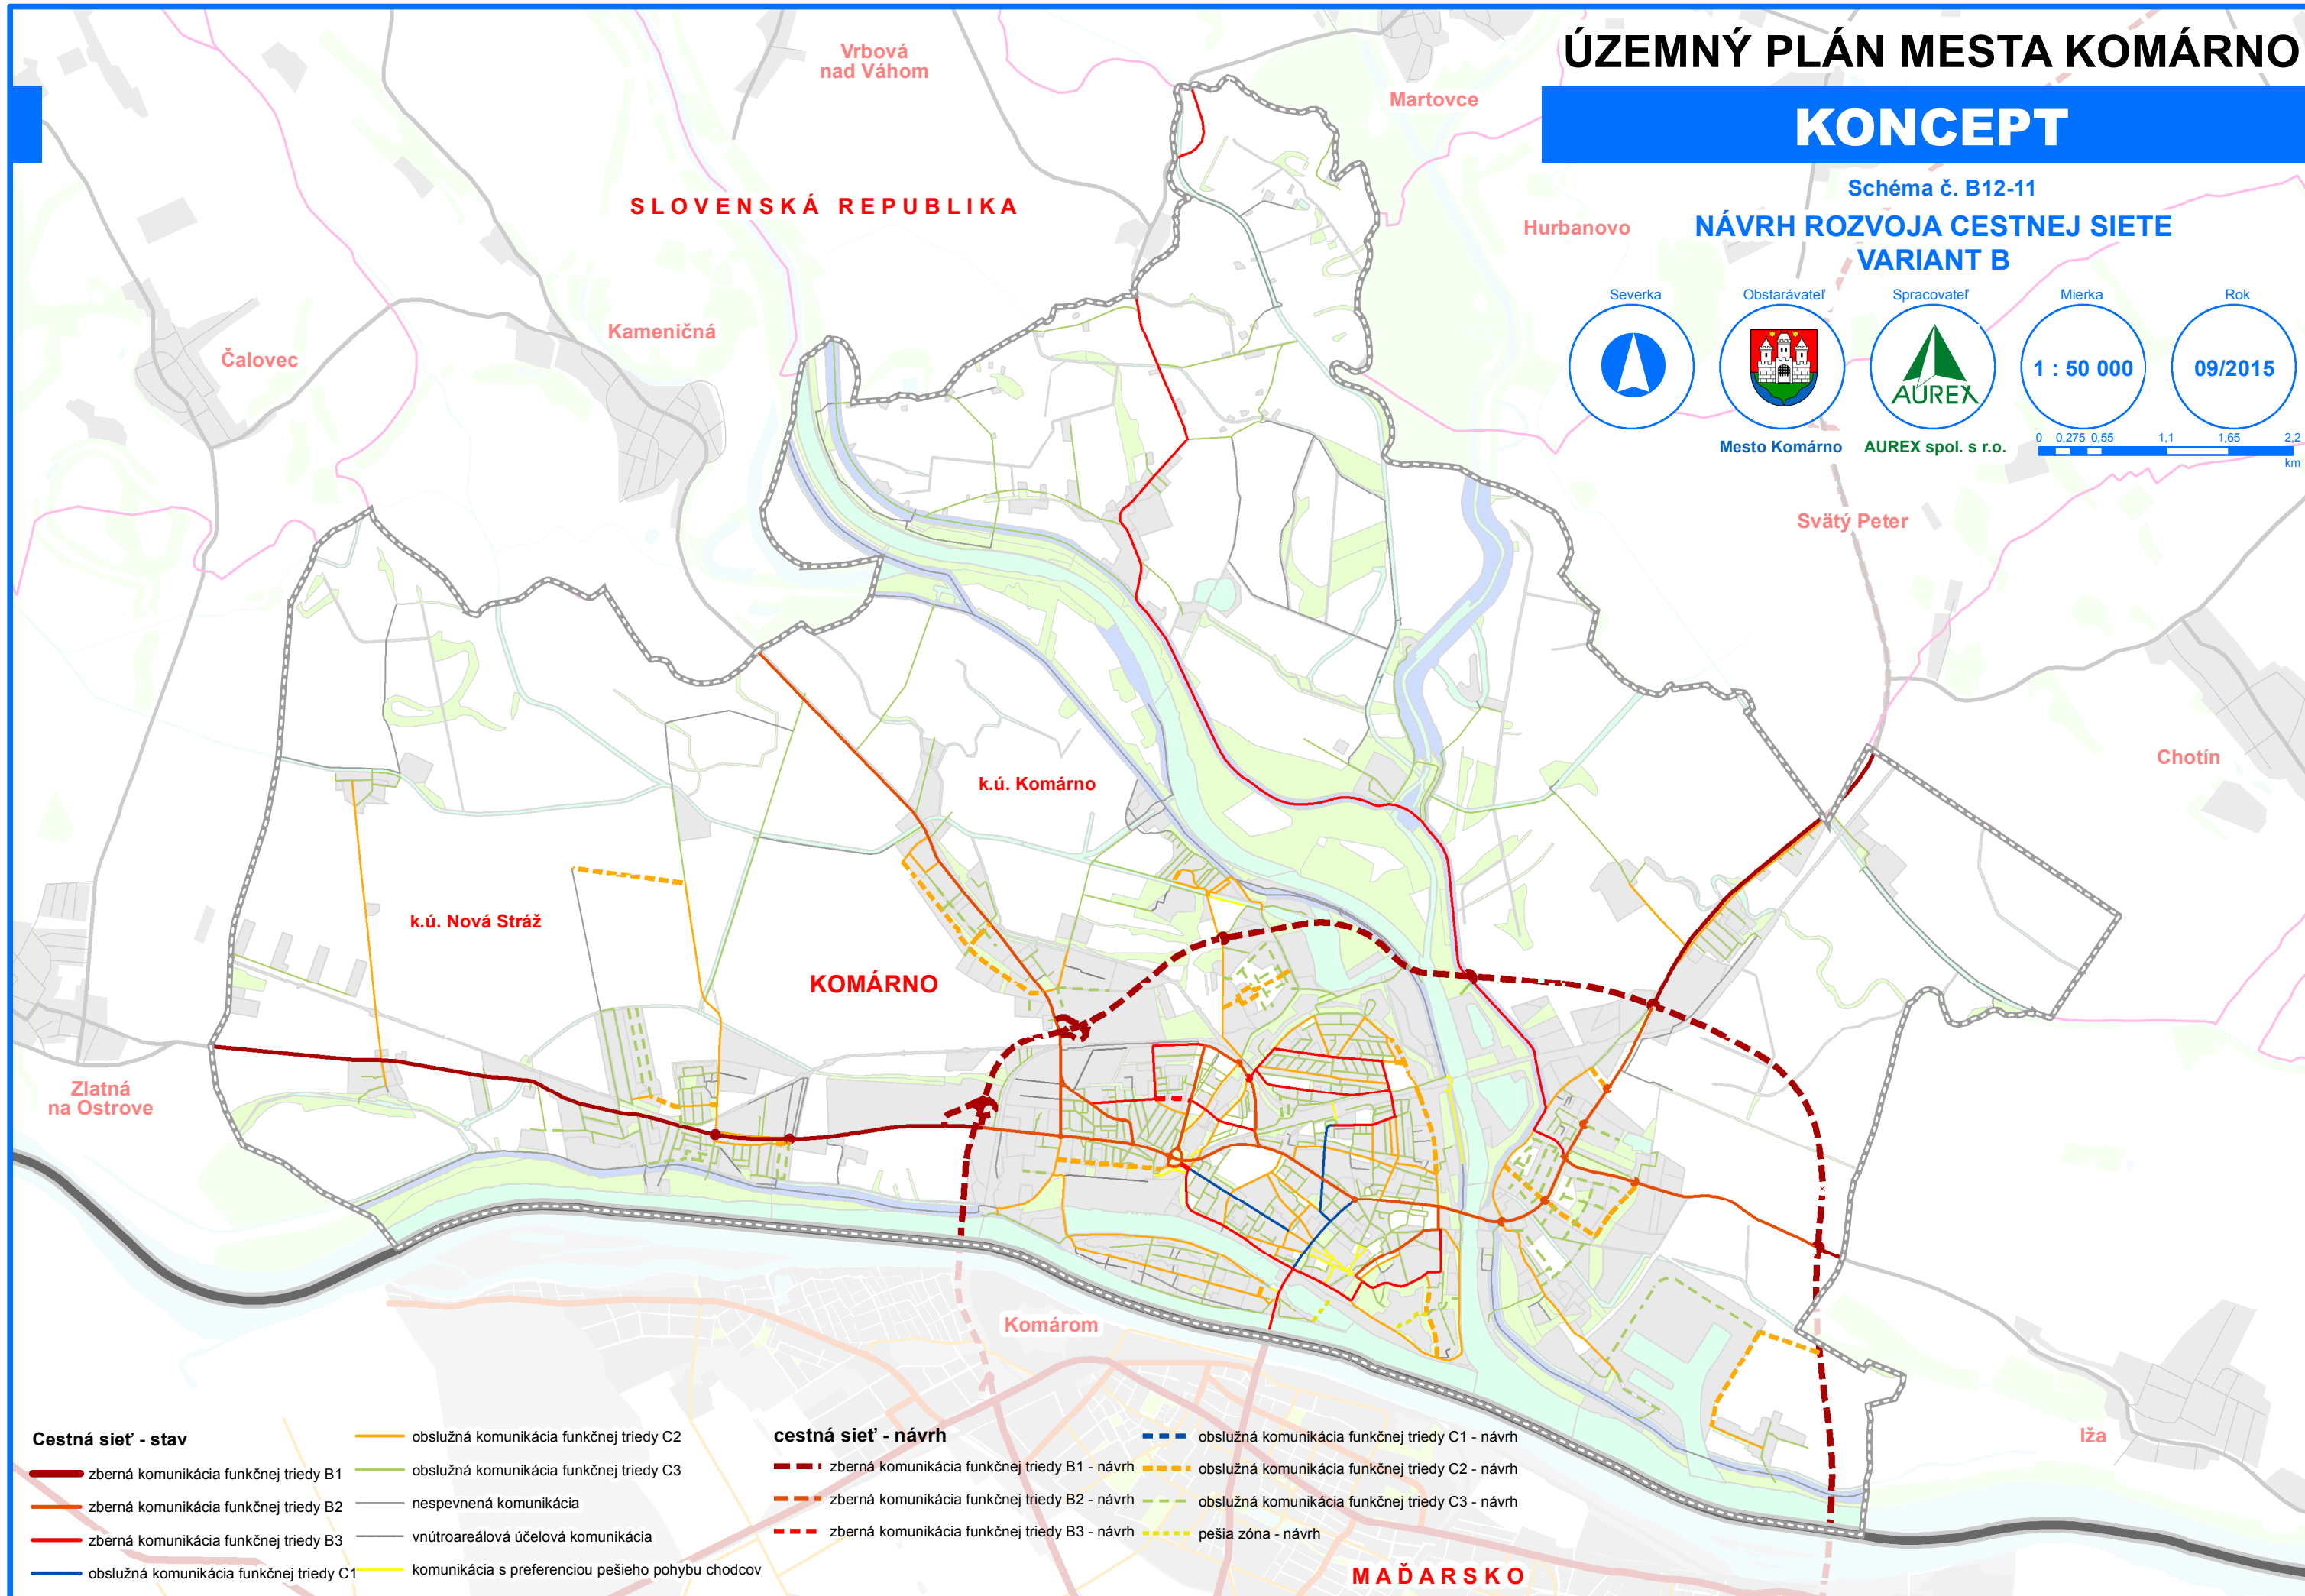 ÚZEMNÝ PLÁN MESTA KOMÁRNO
KONCEPT
Schéma č. B12-11
NÁVRH ROZVOJA CESTNEJ SIETE
VARIANT B
Severka
Obstarávateľ
Spracovateľ
Mierka
Rok
AUREX
1 : 50 000
09/2015
Mesto Komárno
AUREX spol. s r.o.
0 0,275 0,55 1,1 1,65 2,2
km
Vrbová
nad Váhom
Martovce
SLOVENSKÁ REPUBLIKA
Hurbanovo
Kameničná
Čalovec
Svätý Peter
Chotín
k.ú. Komárno
k.ú. Nová Stráž
KOMÁRNO
Zlatná
na Ostrove
Komárom
Iža
MAĎARSKO
Cestná sieť - stav
zberná komunikácia funkčnej triedy B1
zberná komunikácia funkčnej triedy B2
zberná komunikácia funkčnej triedy B3
obslužná komunikácia funkčnej triedy C1
obslužná komunikácia funkčnej triedy C2
obslužná komunikácia funkčnej triedy C3
nespevnená komunikácia
vnútroareálová účelová komunikácia
komunikácia s preferenciou pešieho pohybu chodcov
cestná sieť - návrh
zberná komunikácia funkčnej triedy B1 - návrh
zberná komunikácia funkčnej triedy B2 - návrh
zberná komunikácia funkčnej triedy B3 - návrh
obslužná komunikácia funkčnej triedy C1 - návrh
obslužná komunikácia funkčnej triedy C2 - návrh
obslužná komunikácia funkčnej triedy C3 - návrh
pešia zóna - návrh